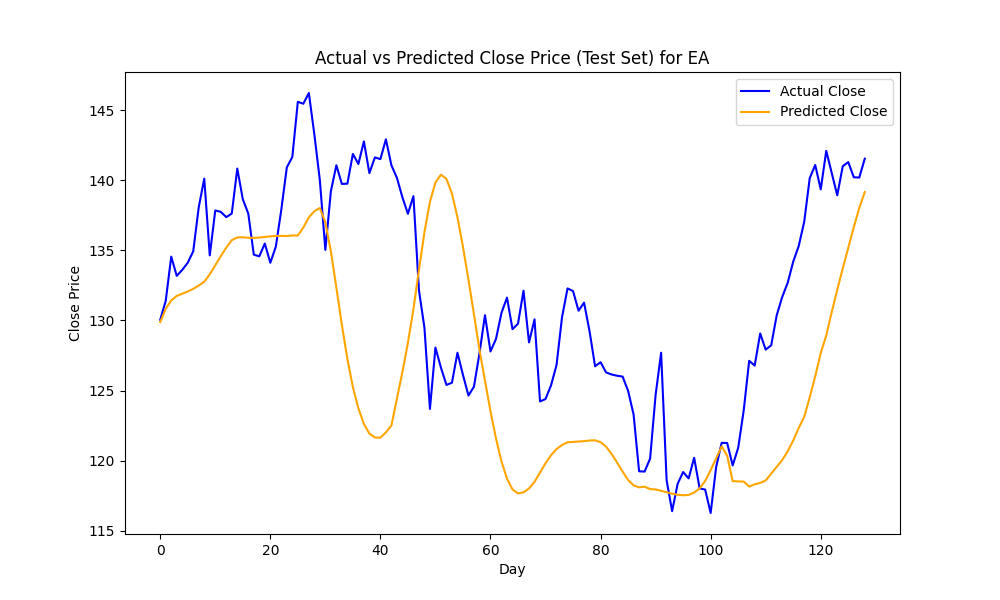 Actual vs Predicted Close Price (Test Set) for EA
Actual Close
Predicted Close
Close Price
145
140
135
130
125
120
115
0 20 40 60 80 100 120
Day